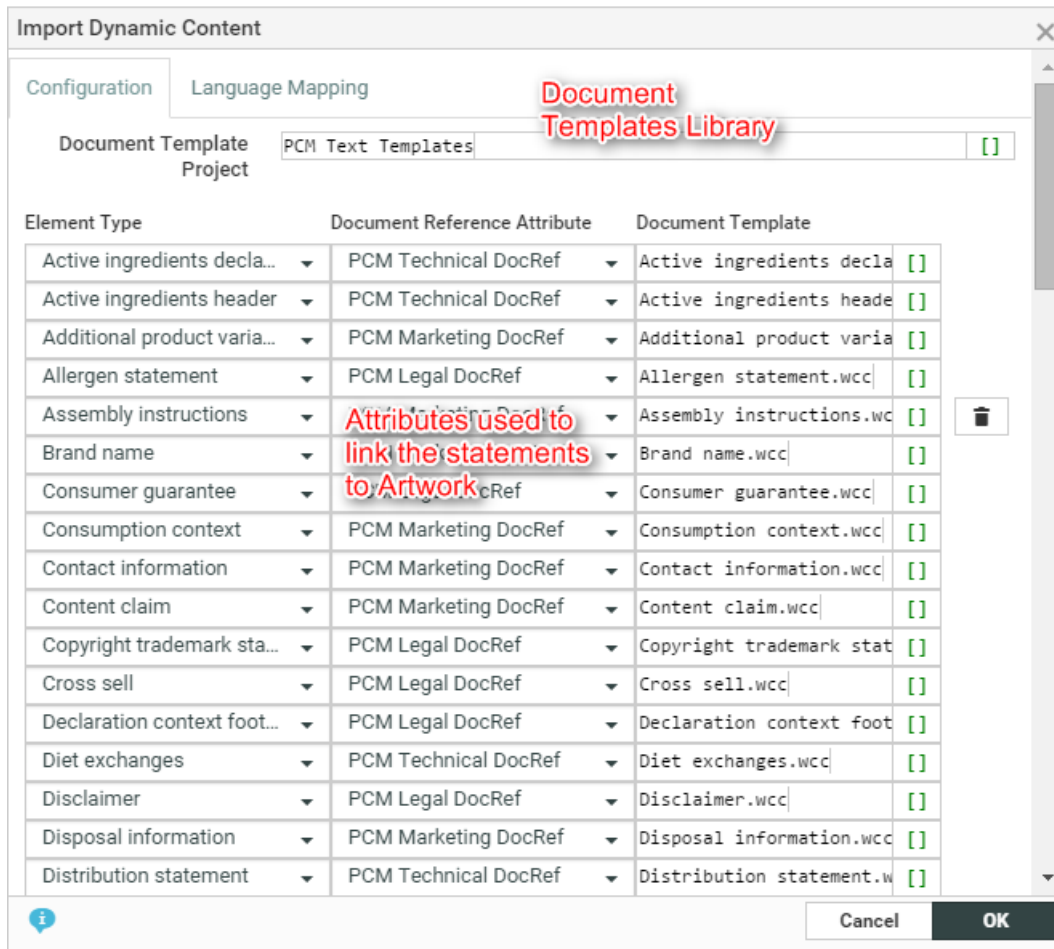 Import Dynamic Content
Configuration Language Mapping
Document
Templates Library
Document Template
Project
PCM Text Templates []
Element Type Document Reference Attribute Document Template
Active ingredients decla... PCM Technical DocRef Active ingredients decla []
Active ingredients header PCM Technical DocRef Active ingredients heade []
Additional product varia... PCM Marketing DocRef Additional product varia []
Allergen statement PCM Legal DocRef Allergen statement.wcc []
Assembly instructions Assembly instructions.wc []
Attributes used to
link the statements
to Artwork
Brand name Brand name.wcc []
Consumer guarantee Consumer guarantee.wcc []
Consumption context PCM Marketing DocRef Consumption context.wcc []
Contact information PCM Marketing DocRef Contact information.wcc []
Content claim PCM Marketing DocRef Content claim.wcc []
Copyright trademark sta... PCM Legal DocRef Copyright trademark stat []
Cross sell PCM Legal DocRef Cross sell.wcc []
Declaration context foot... PCM Legal DocRef Declaration context foot []
Diet exchanges PCM Technical DocRef Diet exchanges.wcc []
Disclaimer PCM Legal DocRef Disclaimer.wcc []
Disposal information PCM Marketing DocRef Disposal information.wcc []
Distribution statement PCM Technical DocRef Distribution statement.w []
Cancel OK